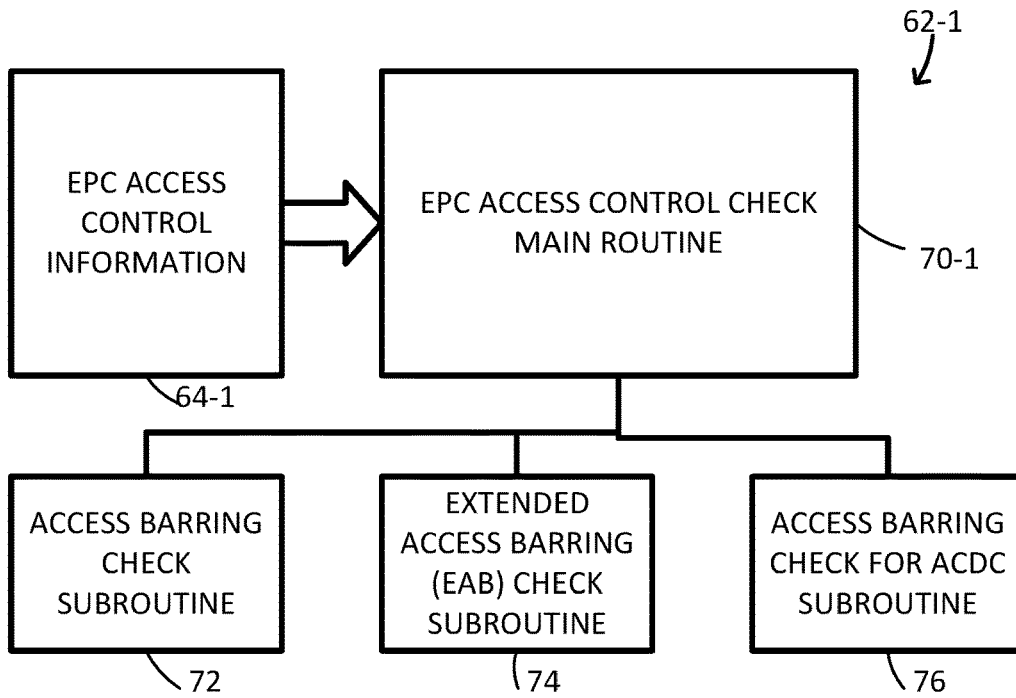 62-1
EPC ACCESS
CONTROL
INFORMATION
EPC ACCESS CONTROL CHECK
MAIN ROUTINE
70-1
64-1
ACCESS BARRING
CHECK
SUBROUTINE
EXTENDED
ACCESS BARRING
(EAB) CHECK
SUBROUTINE
ACCESS BARRING
CHECK FOR ACDC
SUBROUTINE
72
74
76